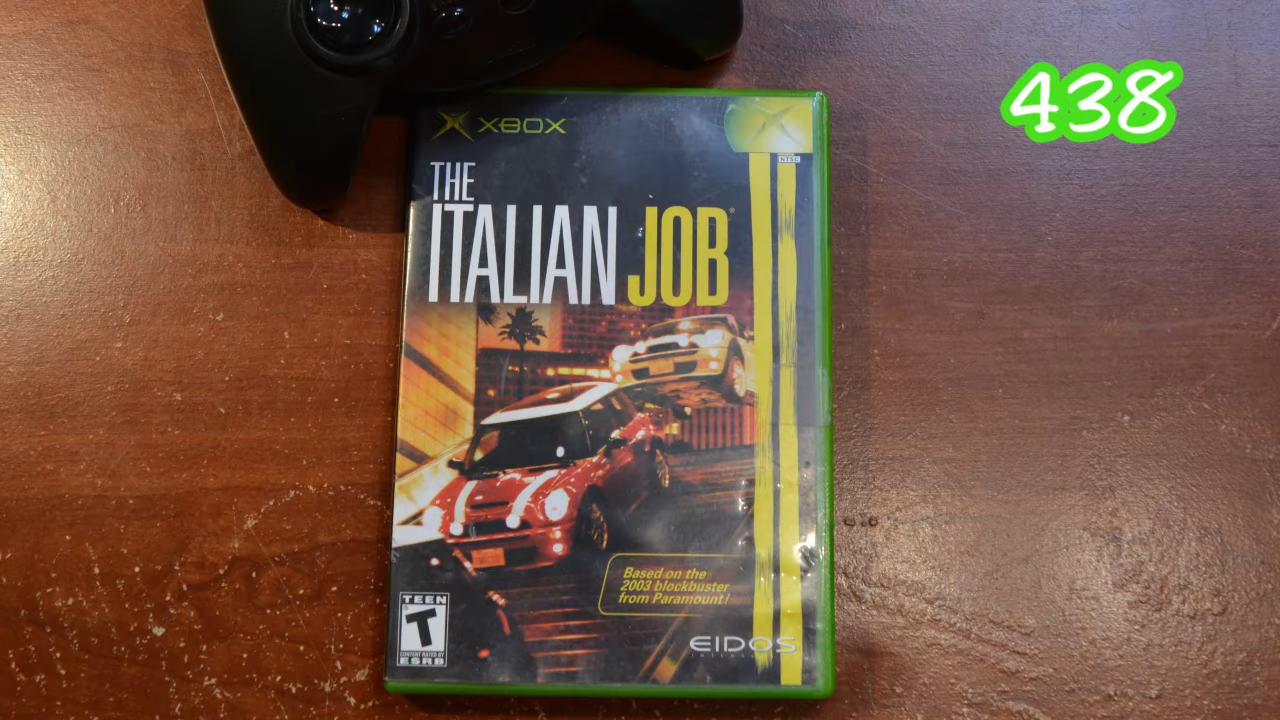 438
XBOX
NTSC
THE
ITALIAN JOB
Based on the
2003 blockbuster
from Paramount!
TEEN
T
CONTENT RATED BY
ESRB
EIDOS